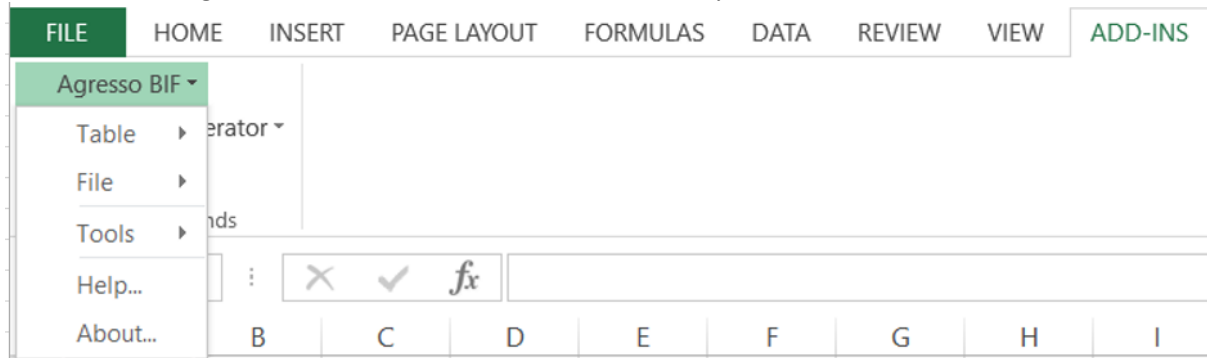 FILE HOME INSERT PAGE LAYOUT FORMULAS DATA REVIEW VIEW ADD-INS
Agresso BIF
Table erator
File
Tools nds
Help... fx
About... B C D E F G H I